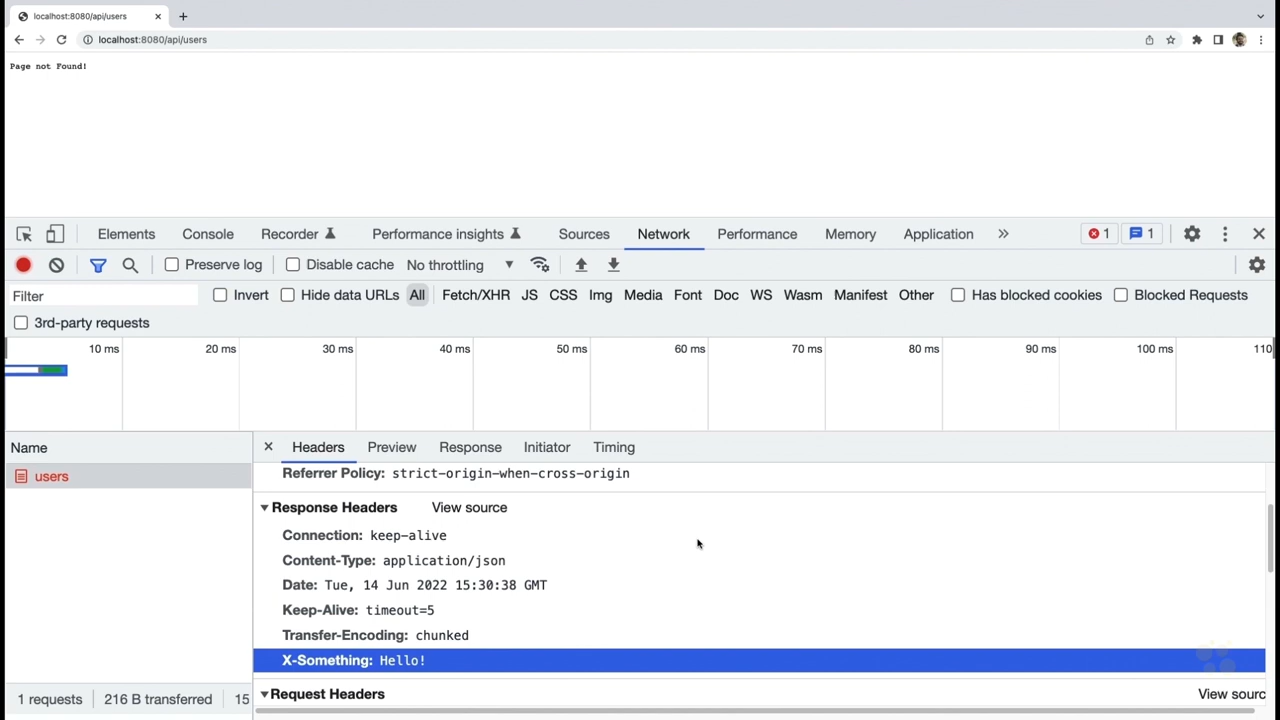 localhost:8080/api/users
localhost:8080/api/users
Page not Found!
Elements Console Recorder Performance insights Sources Network Performance Memory Application 1 1
Preserve log Disable cache No throttling
Filter Invert Hide data URLs All Fetch/XHR JS CSS Img Media Font Doc WS Wasm Manifest Other Has blocked cookies Blocked Requests
3rd-party requests
10 ms 20 ms 30 ms 40 ms 50 ms 60 ms 70 ms 80 ms 90 ms 100 ms 110
Name Headers Preview Response Initiator Timing
users
Referrer Policy: strict-origin-when-cross-origin
Response Headers View source
Connection: keep-alive
Content-Type: application/json
Date: Tue, 14 Jun 2022 15:30:38 GMT
Keep-Alive: timeout=5
Transfer-Encoding: chunked
X-Something: Hello!
Request Headers View sourc
1 requests 216 B transferred 15